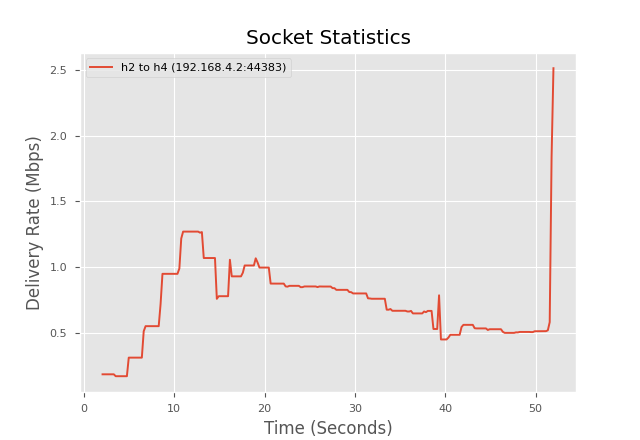 Socket Statistics
h2 to h4 (192.168.4.2:44383)
2.5
2.0
1.5
1.0
0.5
Delivery Rate (Mbps)
0 10 20 30 40 50
Time (Seconds)